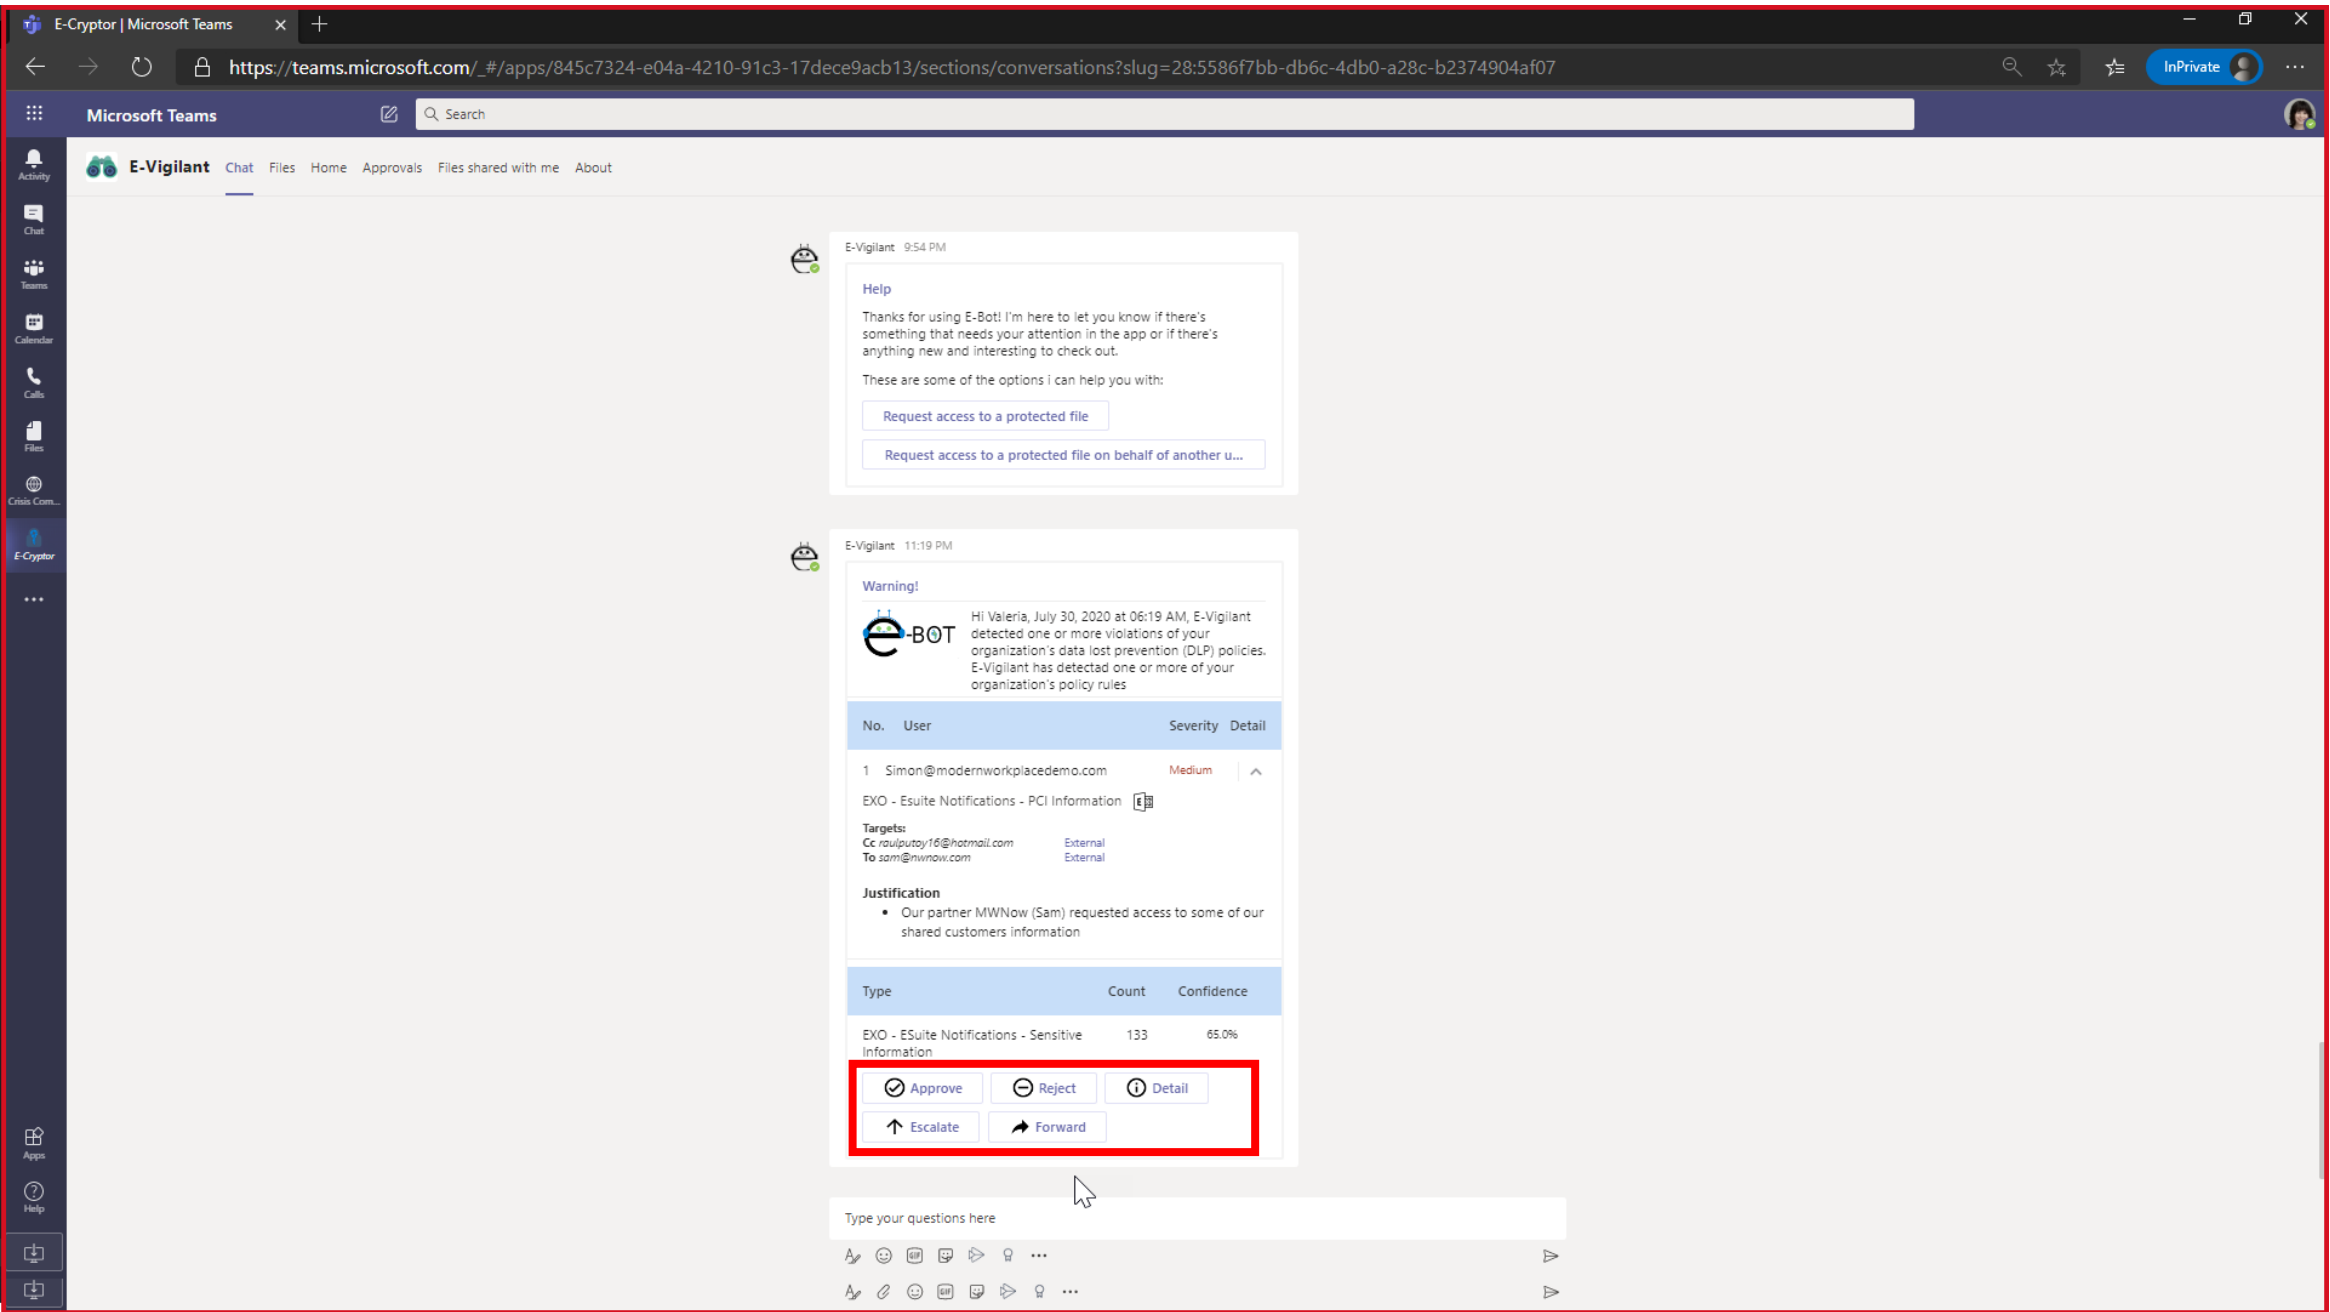 E-Cryptor | Microsoft Teams
https://teams.microsoft.com/_#/apps/845c7324-e04a-4210-91c3-17dece9acb13/sections/conversations?slug=28:5586f7bb-db6c-4db0-a28c-b2374904af07
InPrivate
Microsoft Teams
Search
E-Vigilant Chat Files Home Approvals Files shared with me About
Activity
Chat
Teams
Calendar
Calls
Files
Crisis Com...
E-Cryptor
Apps
Help
E-Vigilant 9:54 PM
Help
Thanks for using E-Bot! I'm here to let you know if there's
something that needs your attention in the app or if there's
anything new and interesting to check out.
These are some of the options i can help you with:
Request access to a protected file
Request access to a protected file on behalf of another u...
E-Vigilant 11:19 PM
Warning!
e-BOT
Hi Valeria, July 30, 2020 at 06:19 AM, E-Vigilant
detected one or more violations of your
organization's data lost prevention (DLP) policies.
E-Vigilant has detectad one or more of your
organization's policy rules
No. User Severity Detail
1 Simon@modernworkplacedemo.com Medium
EXO - Esuite Notifications - PCI Information
Targets:
Cc raulputoy16@hotmail.com External
To sam@nwnow.com External
Justification
• Our partner MWNow (Sam) requested access to some of our
shared customers information
Type Count Confidence
EXO - ESuite Notifications - Sensitive 133 65.0%
Information
Approve Reject Detail
Escalate Forward
Type your questions here
GIF
GIF